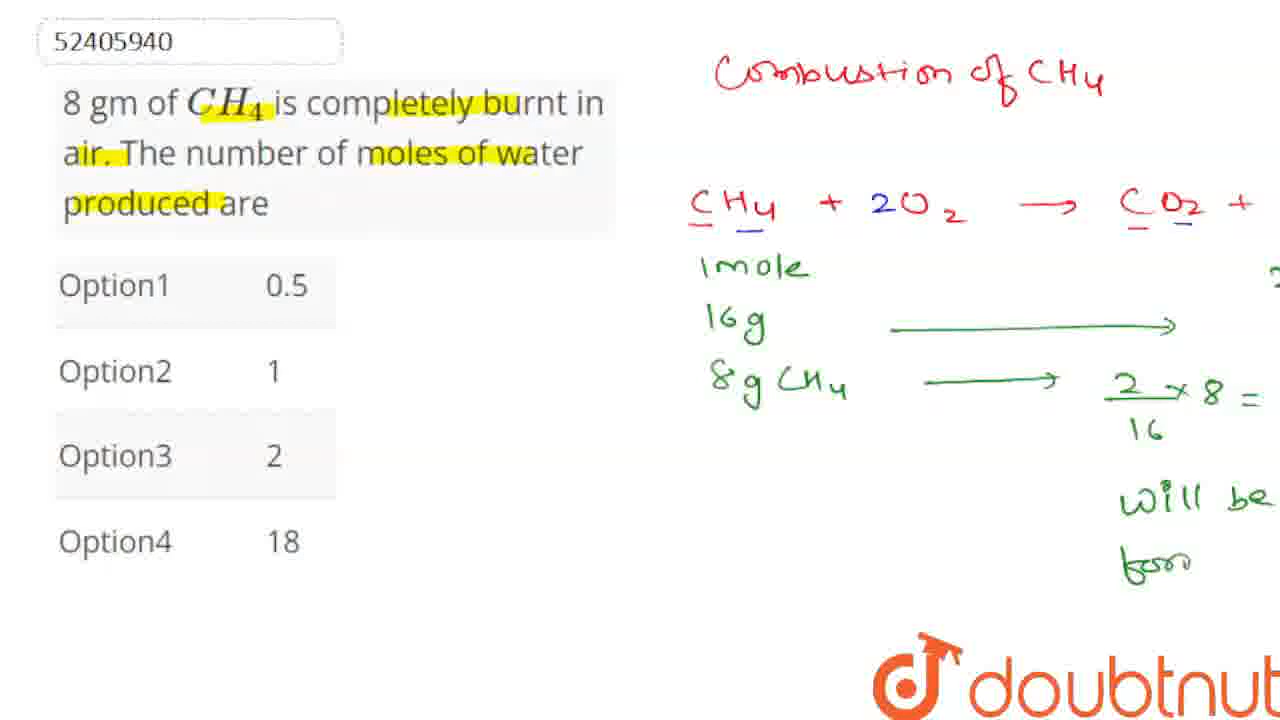 52405940
8 gm of CH4 is completely burnt in
air. The number of moles of water
produced are
Option1 0.5
Option2 1
Option3 2
Option4 18
Combustion of CH4
CH4 + 2O2 → CO2 +
1mole
16g →
8g CH4 → 2/16 × 8 =
will be
form
doubtnut